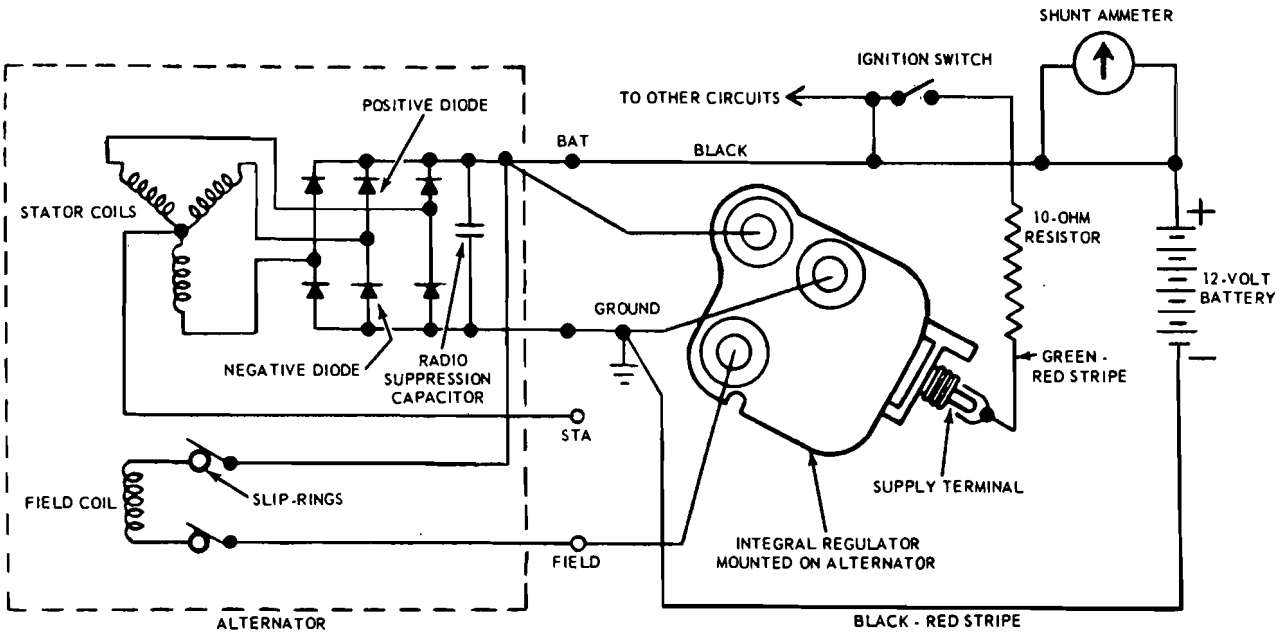 SHUNT AMMETER
IGNITION SWITCH
TO OTHER CIRCUITS
POSITIVE DIODE
BAT
BLACK
STATOR COILS
10-OHM
RESISTOR
+
12-VOLT
BATTERY
GROUND
NEGATIVE DIODE
RADIO
SUPPRESSION
CAPACITOR
GREEN -
RED STRIPE
−
STA
SUPPLY TERMINAL
FIELD COIL
SLIP-RINGS
FIELD
INTEGRAL REGULATOR
MOUNTED ON ALTERNATOR
ALTERNATOR
BLACK - RED STRIPE